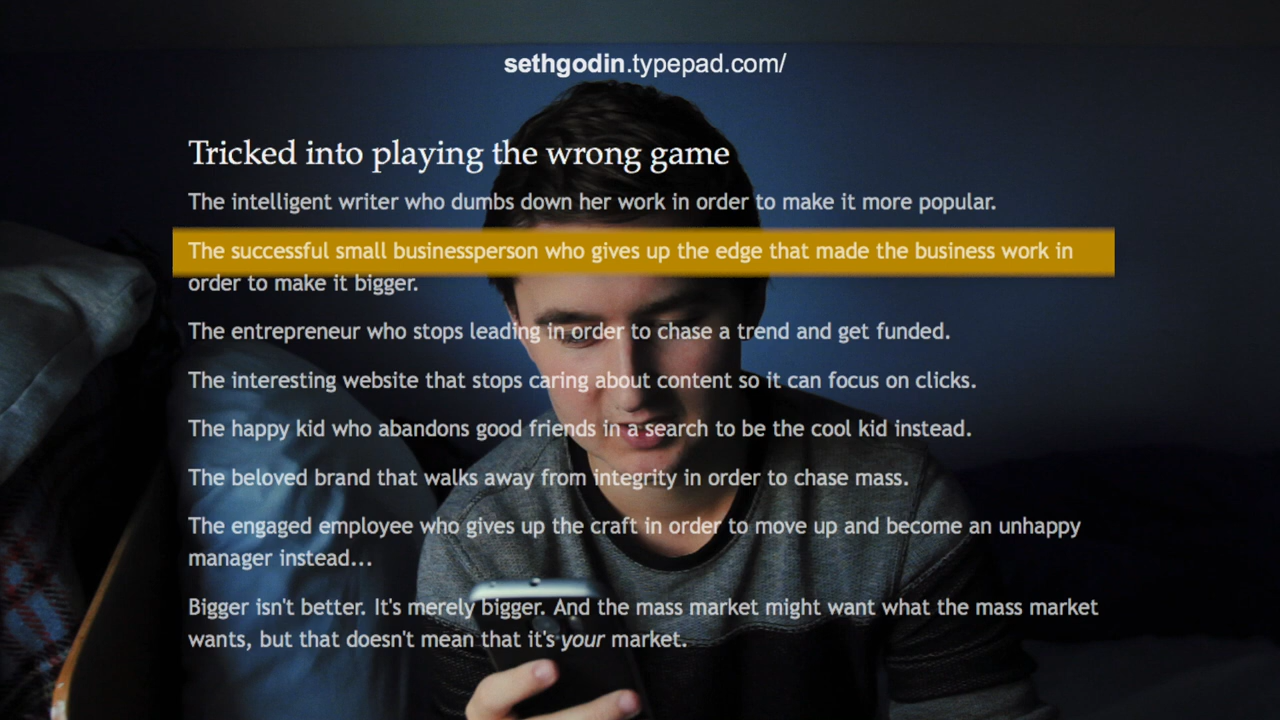 sethgodin.typepad.com/
Tricked into playing the wrong game
The intelligent writer who dumbs down her work in order to make it more popular.
The successful small businessperson who gives up the edge that made the business work in
order to make it bigger.
The entrepreneur who stops leading in order to chase a trend and get funded.
The interesting website that stops caring about content so it can focus on clicks.
The happy kid who abandons good friends in a search to be the cool kid instead.
The beloved brand that walks away from integrity in order to chase mass.
The engaged employee who gives up the craft in order to move up and become an unhappy
manager instead...
Bigger isn't better. It's merely bigger. And the mass market might want what the mass market
wants, but that doesn't mean that it's your market.